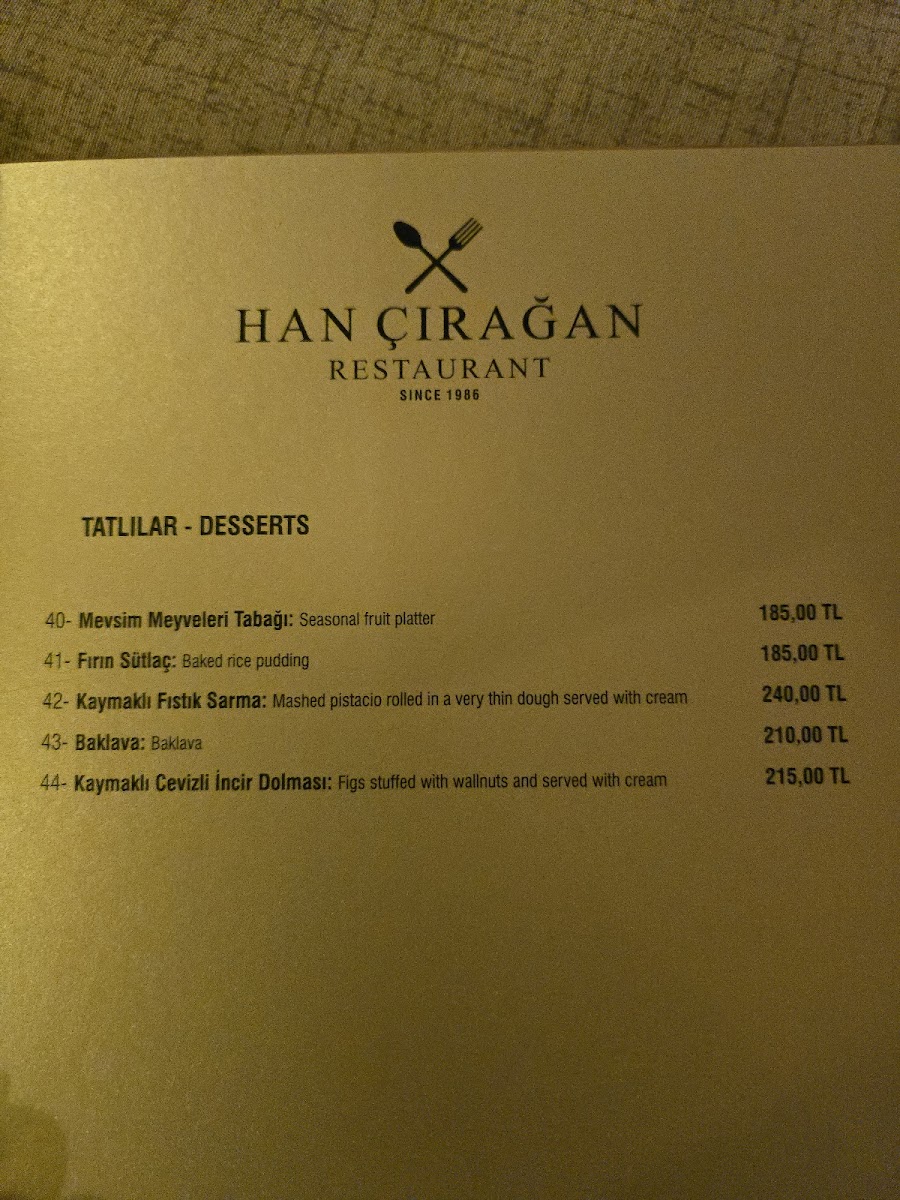 HAN ÇIRAĞAN
RESTAURANT
SINCE 1986
TATLILAR - DESSERTS
40- Mevsim Meyveleri Tabağı: Seasonal fruit platter 185,00 TL
41- Fırın Sütlaç: Baked rice pudding 185,00 TL
42- Kaymaklı Fıstık Sarma: Mashed pistacio rolled in a very thin dough served with cream 240,00 TL
43- Baklava: Baklava 210,00 TL
44- Kaymaklı Cevizli İncir Dolması: Figs stuffed with wallnuts and served with cream 215,00 TL